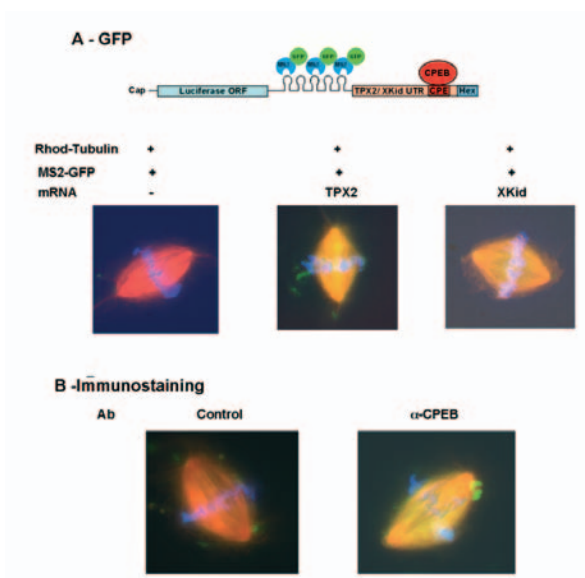 A - GFP
GFP GFP GFP
MS2 MS2 MS2
CPEB
Cap Luciferase ORF TPX2/ XKid UTR CPE Hex
Rhod-Tubulin + + +
MS2-GFP + + +
mRNA - TPX2 XKid
B -Immunostaining
Ab Control α-CPEB